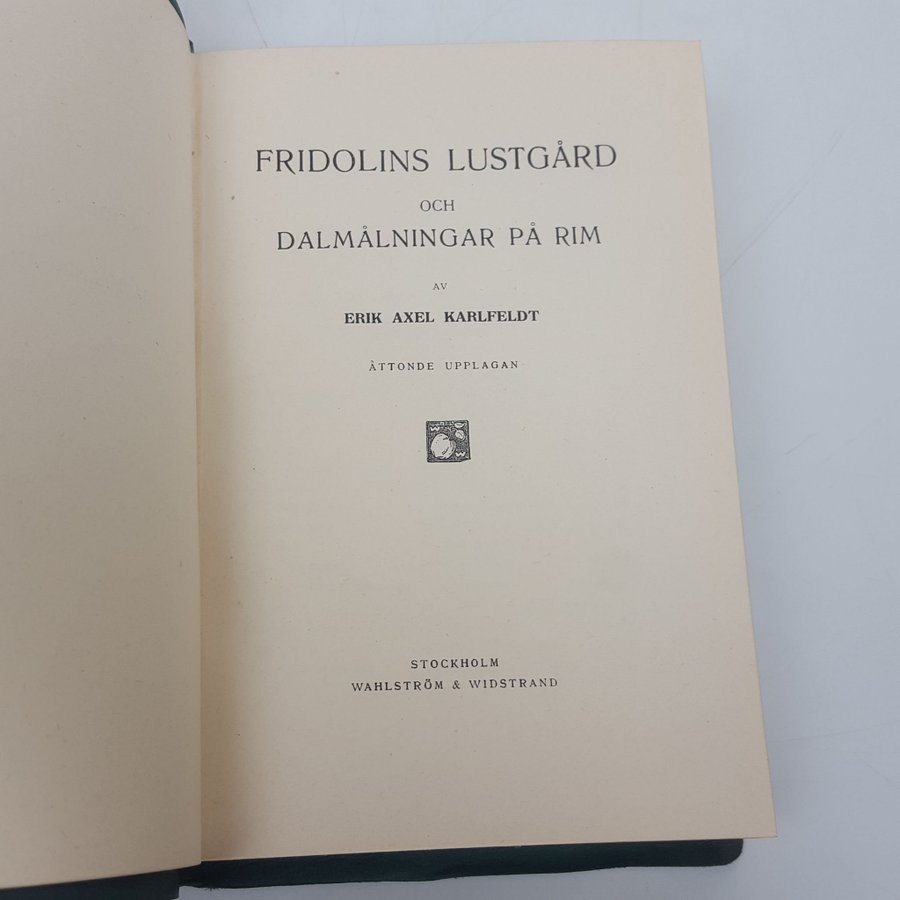 FRIDOLINS LUSTGÅRD
OCH
DALMÅLNINGAR PÅ RIM
AV
ERIK AXEL KARLFELDT
ÅTTONDE UPPLAGAN
STOCKHOLM
WAHLSTRÖM & WIDSTRAND